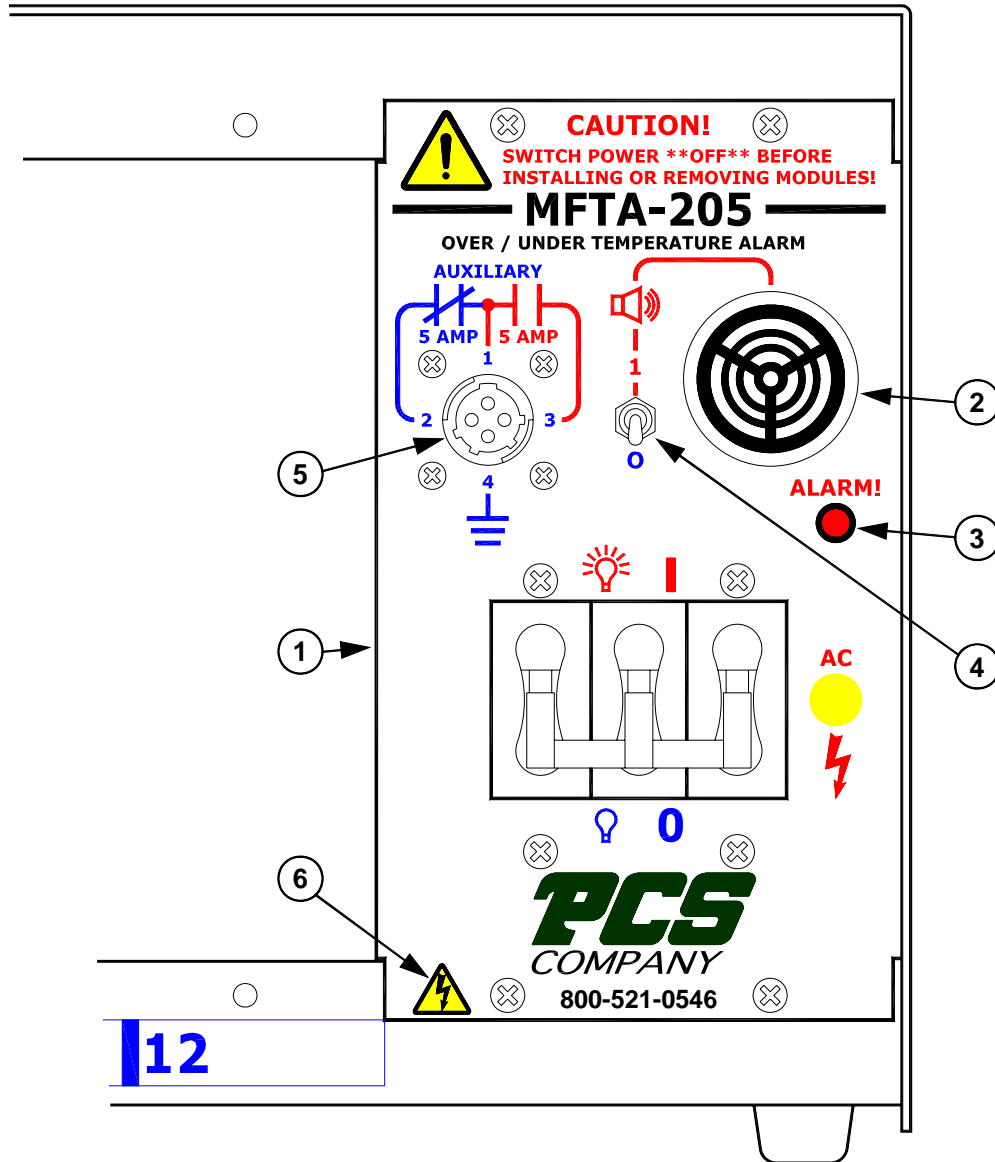 CAUTION!
SWITCH POWER **OFF** BEFORE
INSTALLING OR REMOVING MODULES!
MFTA-205
OVER / UNDER TEMPERATURE ALARM
AUXILIARY
5 AMP
5 AMP
1
1
2
3
O
4
ALARM!
2
5
3
1
4
AC
0
6
PCS
COMPANY
800-521-0546
12